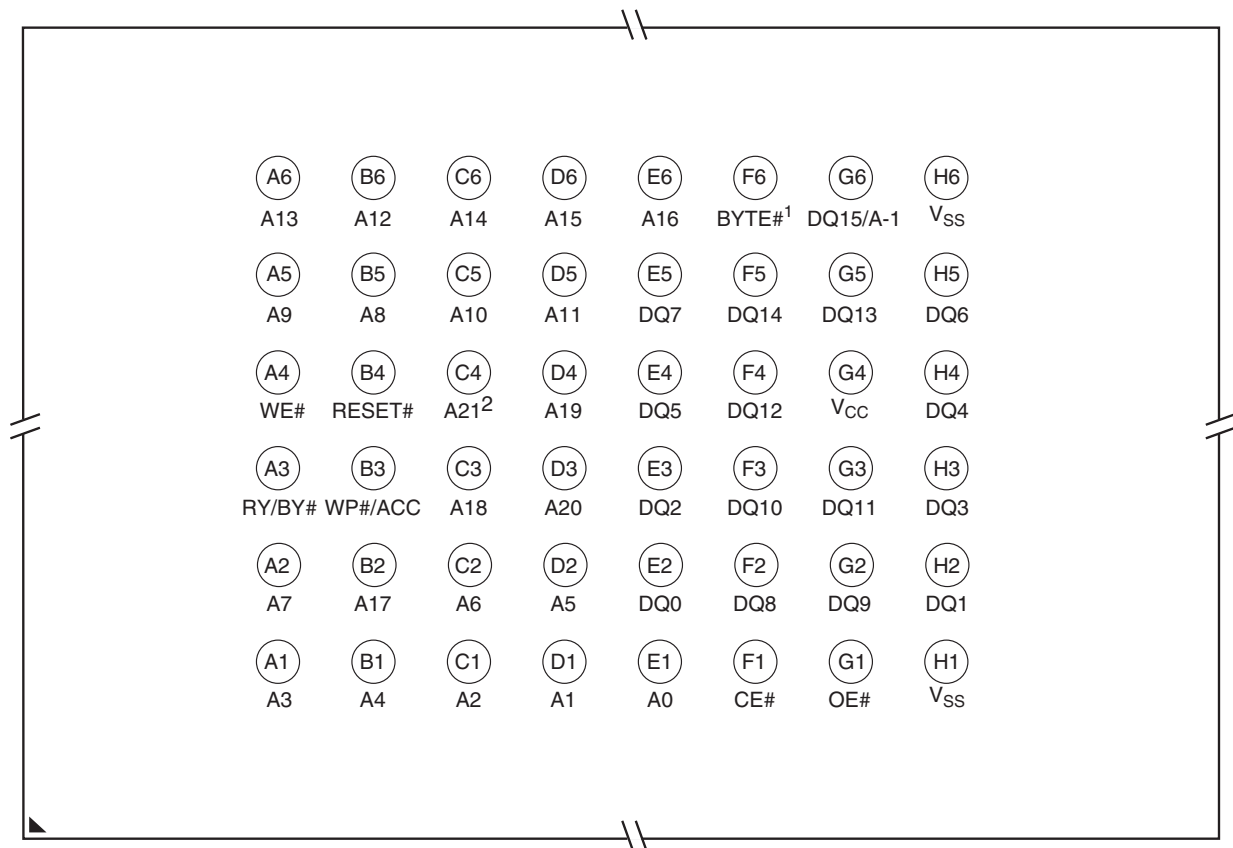 A6 B6 C6 D6 E6 F6 G6 H6
A13 A12 A14 A15 A16 BYTE#1 DQ15/A-1 VSS
A5 B5 C5 D5 E5 F5 G5 H5
A9 A8 A10 A11 DQ7 DQ14 DQ13 DQ6
A4 B4 C4 D4 E4 F4 G4 H4
WE# RESET# A212 A19 DQ5 DQ12 VCC DQ4
A3 B3 C3 D3 E3 F3 G3 H3
RY/BY# WP#/ACC A18 A20 DQ2 DQ10 DQ11 DQ3
A2 B2 C2 D2 E2 F2 G2 H2
A7 A17 A6 A5 DQ0 DQ8 DQ9 DQ1
A1 B1 C1 D1 E1 F1 G1 H1
A3 A4 A2 A1 A0 CE# OE# VSS